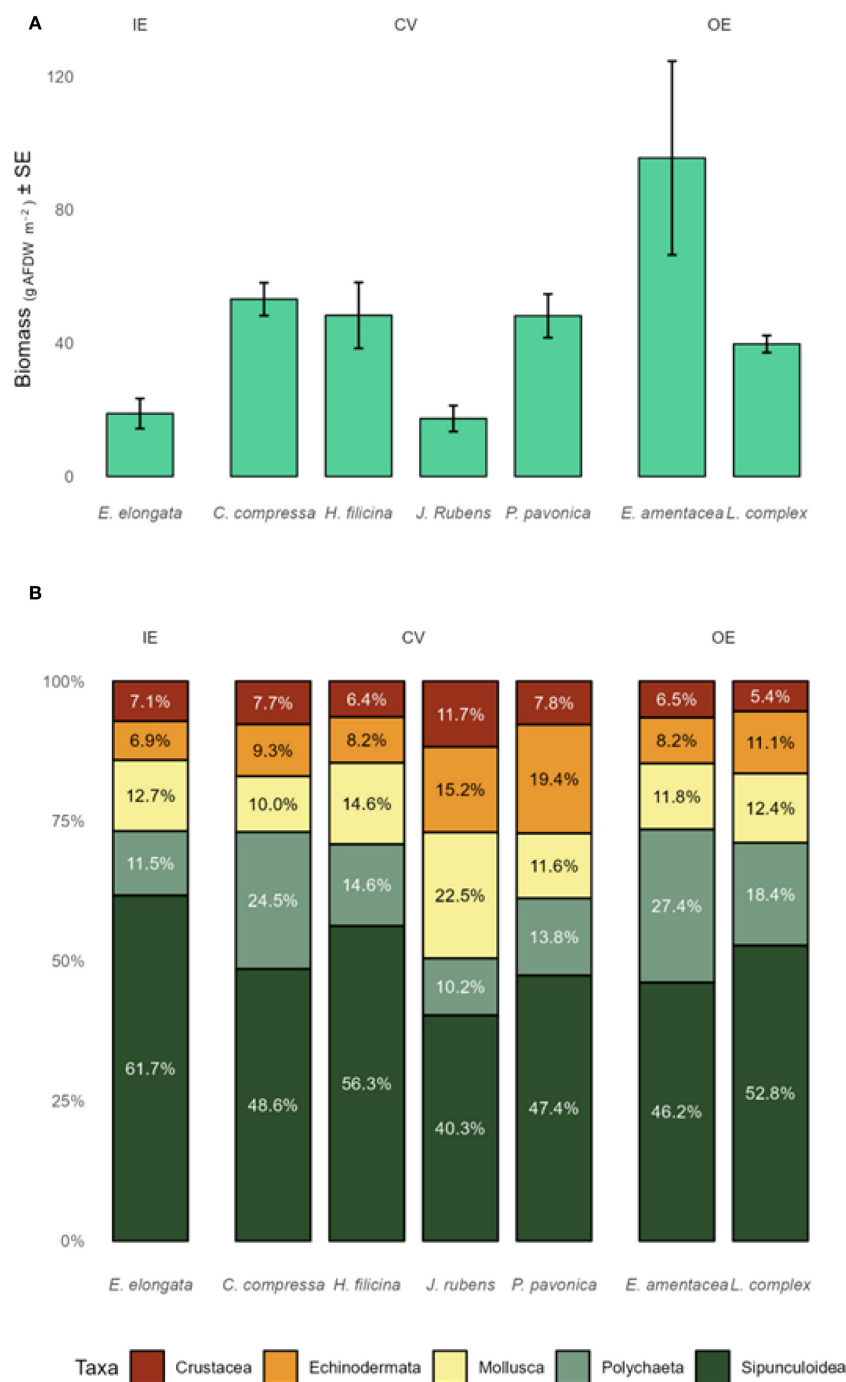 A
IE CV OE
120
80
40
0
Biomass (g AFDW m⁻²) ± SE
E. elongata C. compressa H. filicina J. Rubens P. pavonica E. amentacea L. complex
B
IE CV OE
100%
75%
50%
25%
0%
7.1% 7.7% 6.4% 11.7% 7.8% 6.5% 5.4%
6.9% 9.3% 8.2% 15.2% 19.4% 8.2% 11.1%
12.7% 10.0% 14.6% 22.5% 11.6% 11.8% 12.4%
11.5% 24.5% 14.6% 10.2% 13.8% 27.4% 18.4%
61.7% 48.6% 56.3% 40.3% 47.4% 46.2% 52.8%
E. elongata C. compressa H. filicina J. rubens P. pavonica E. amentacea L. complex
Taxa Crustacea Echinodermata Mollusca Polychaeta Sipunculoidea